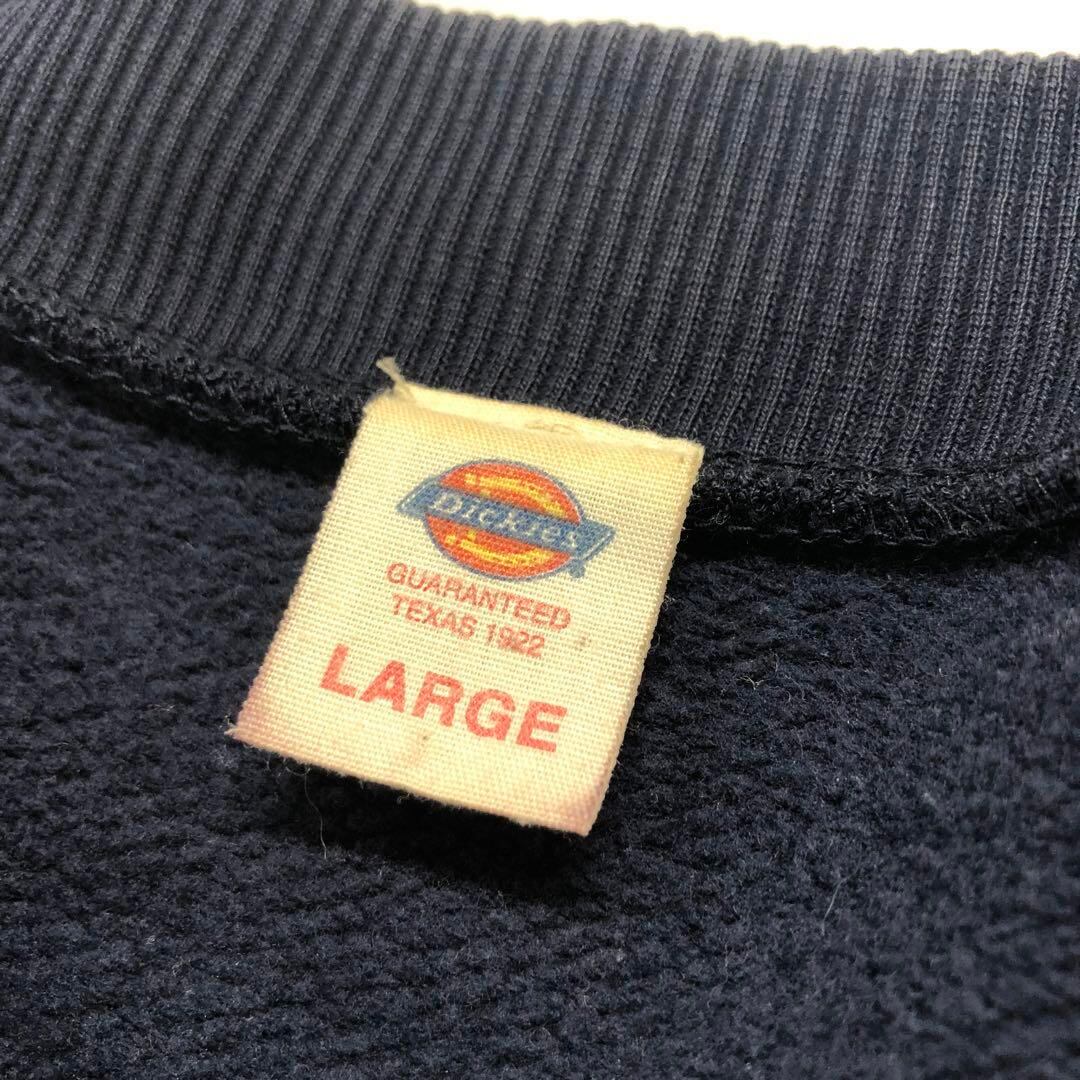 Dickies
®
GUARANTEED
TEXAS 1922
LARGE